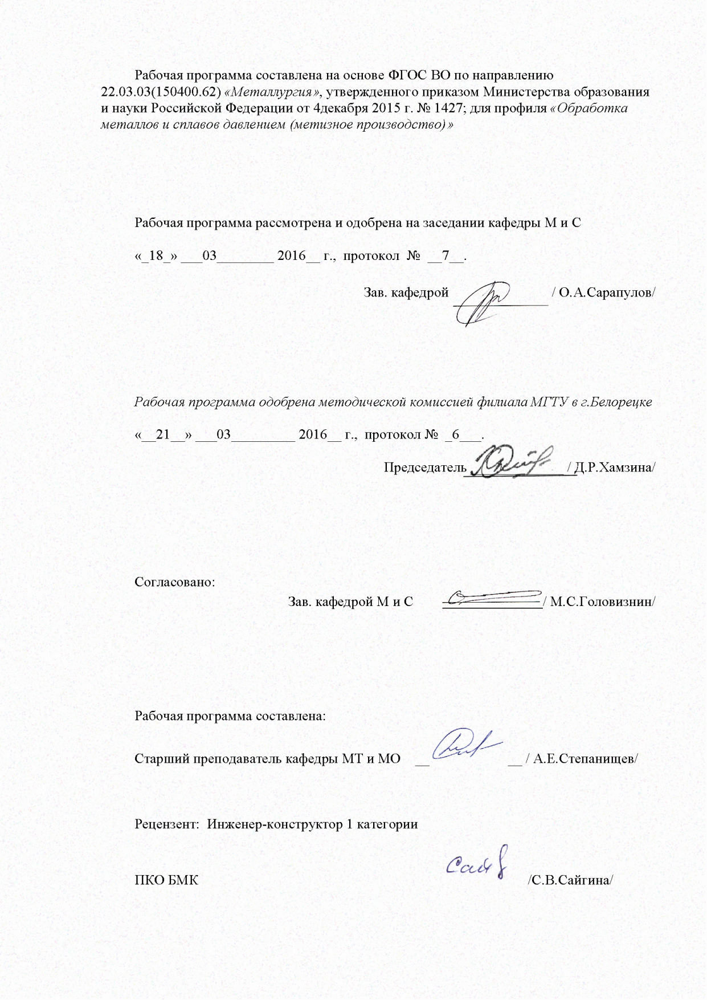 Рабочая программа составлена на основе ФГОС ВО по направлению
22.03.03(150400.62) «Металлургия», утвержденного приказом Министерства образования
и науки Российской Федерации от 4декабря 2015 г. № 1427; для профиля «Обработка
металлов и сплавов давлением (метизное производство)»
Рабочая программа рассмотрена и одобрена на заседании кафедры М и С
«_18_» ___03________ 2016__ г., протокол № __7__.
Зав. кафедрой / О.А.Сарапулов/
Рабочая программа одобрена методической комиссией филиала МГТУ в г.Белорецке
«__21__» ___03_________ 2016__ г., протокол № _6___.
Председатель / Д.Р.Хамзина/
Согласовано:
Зав. кафедрой М и С / М.С.Головизнин/
Рабочая программа составлена:
Старший преподаватель кафедры МТ и МО __ __ / А.Е.Степанищев/
Рецензент: Инженер-конструктор 1 категории
ПКО БМК /С.В.Сайгина/